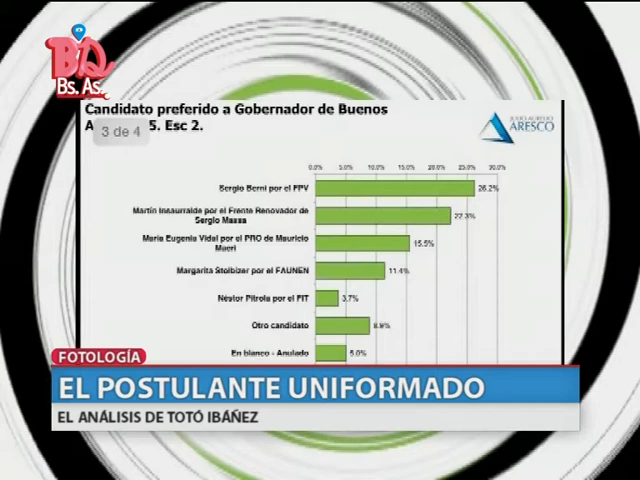 BQ
Bs. As.
Candidato preferido a Gobernador de Buenos
A 5. Esc 2.
3 de 4
JULIO AURELIO
ARESCO
0.0% 5.0% 10.0% 15.0% 20.0% 25.0% 30.0%
Sergio Berni por el FPV 26.2%
Martín Insaurralde por el Frente Renovador de
Sergio Massa 22.3%
María Eugenia Vidal por el PRO de Mauricio
Macri 15.5%
Margarita Stolbizer por el FAUNEN 11.4%
Néstor Pitrola por el FIT 3.7%
Otro candidato 8.9%
En blanco - Anulado 5.0%
FOTOLOGÍA
EL POSTULANTE UNIFORMADO
EL ANÁLISIS DE TOTÓ IBÁÑEZ